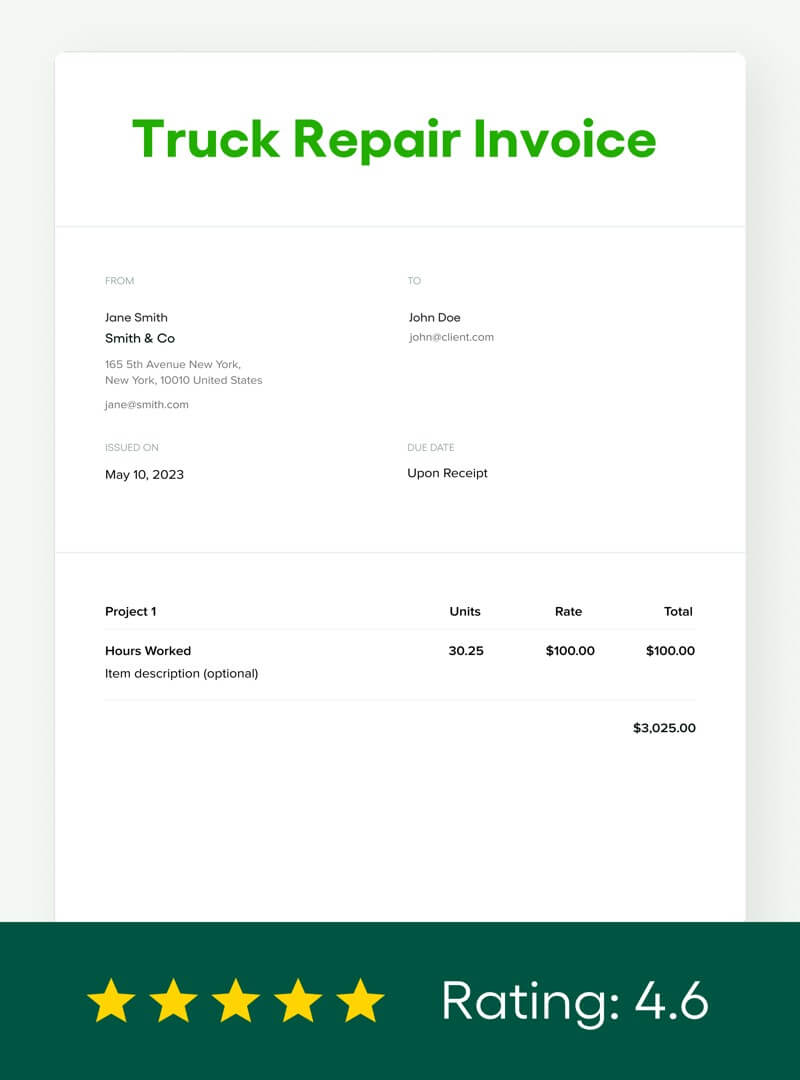 Truck Repair Invoice
FROM
TO
Jane Smith
John Doe
Smith & Co
john@client.com
165 5th Avenue New York,
New York, 10010 United States
jane@smith.com
ISSUED ON
DUE DATE
May 10, 2023
Upon Receipt
Project 1 Units Rate Total
Hours Worked 30.25 $100.00 $100.00
Item description (optional)
$3,025.00
Rating: 4.6